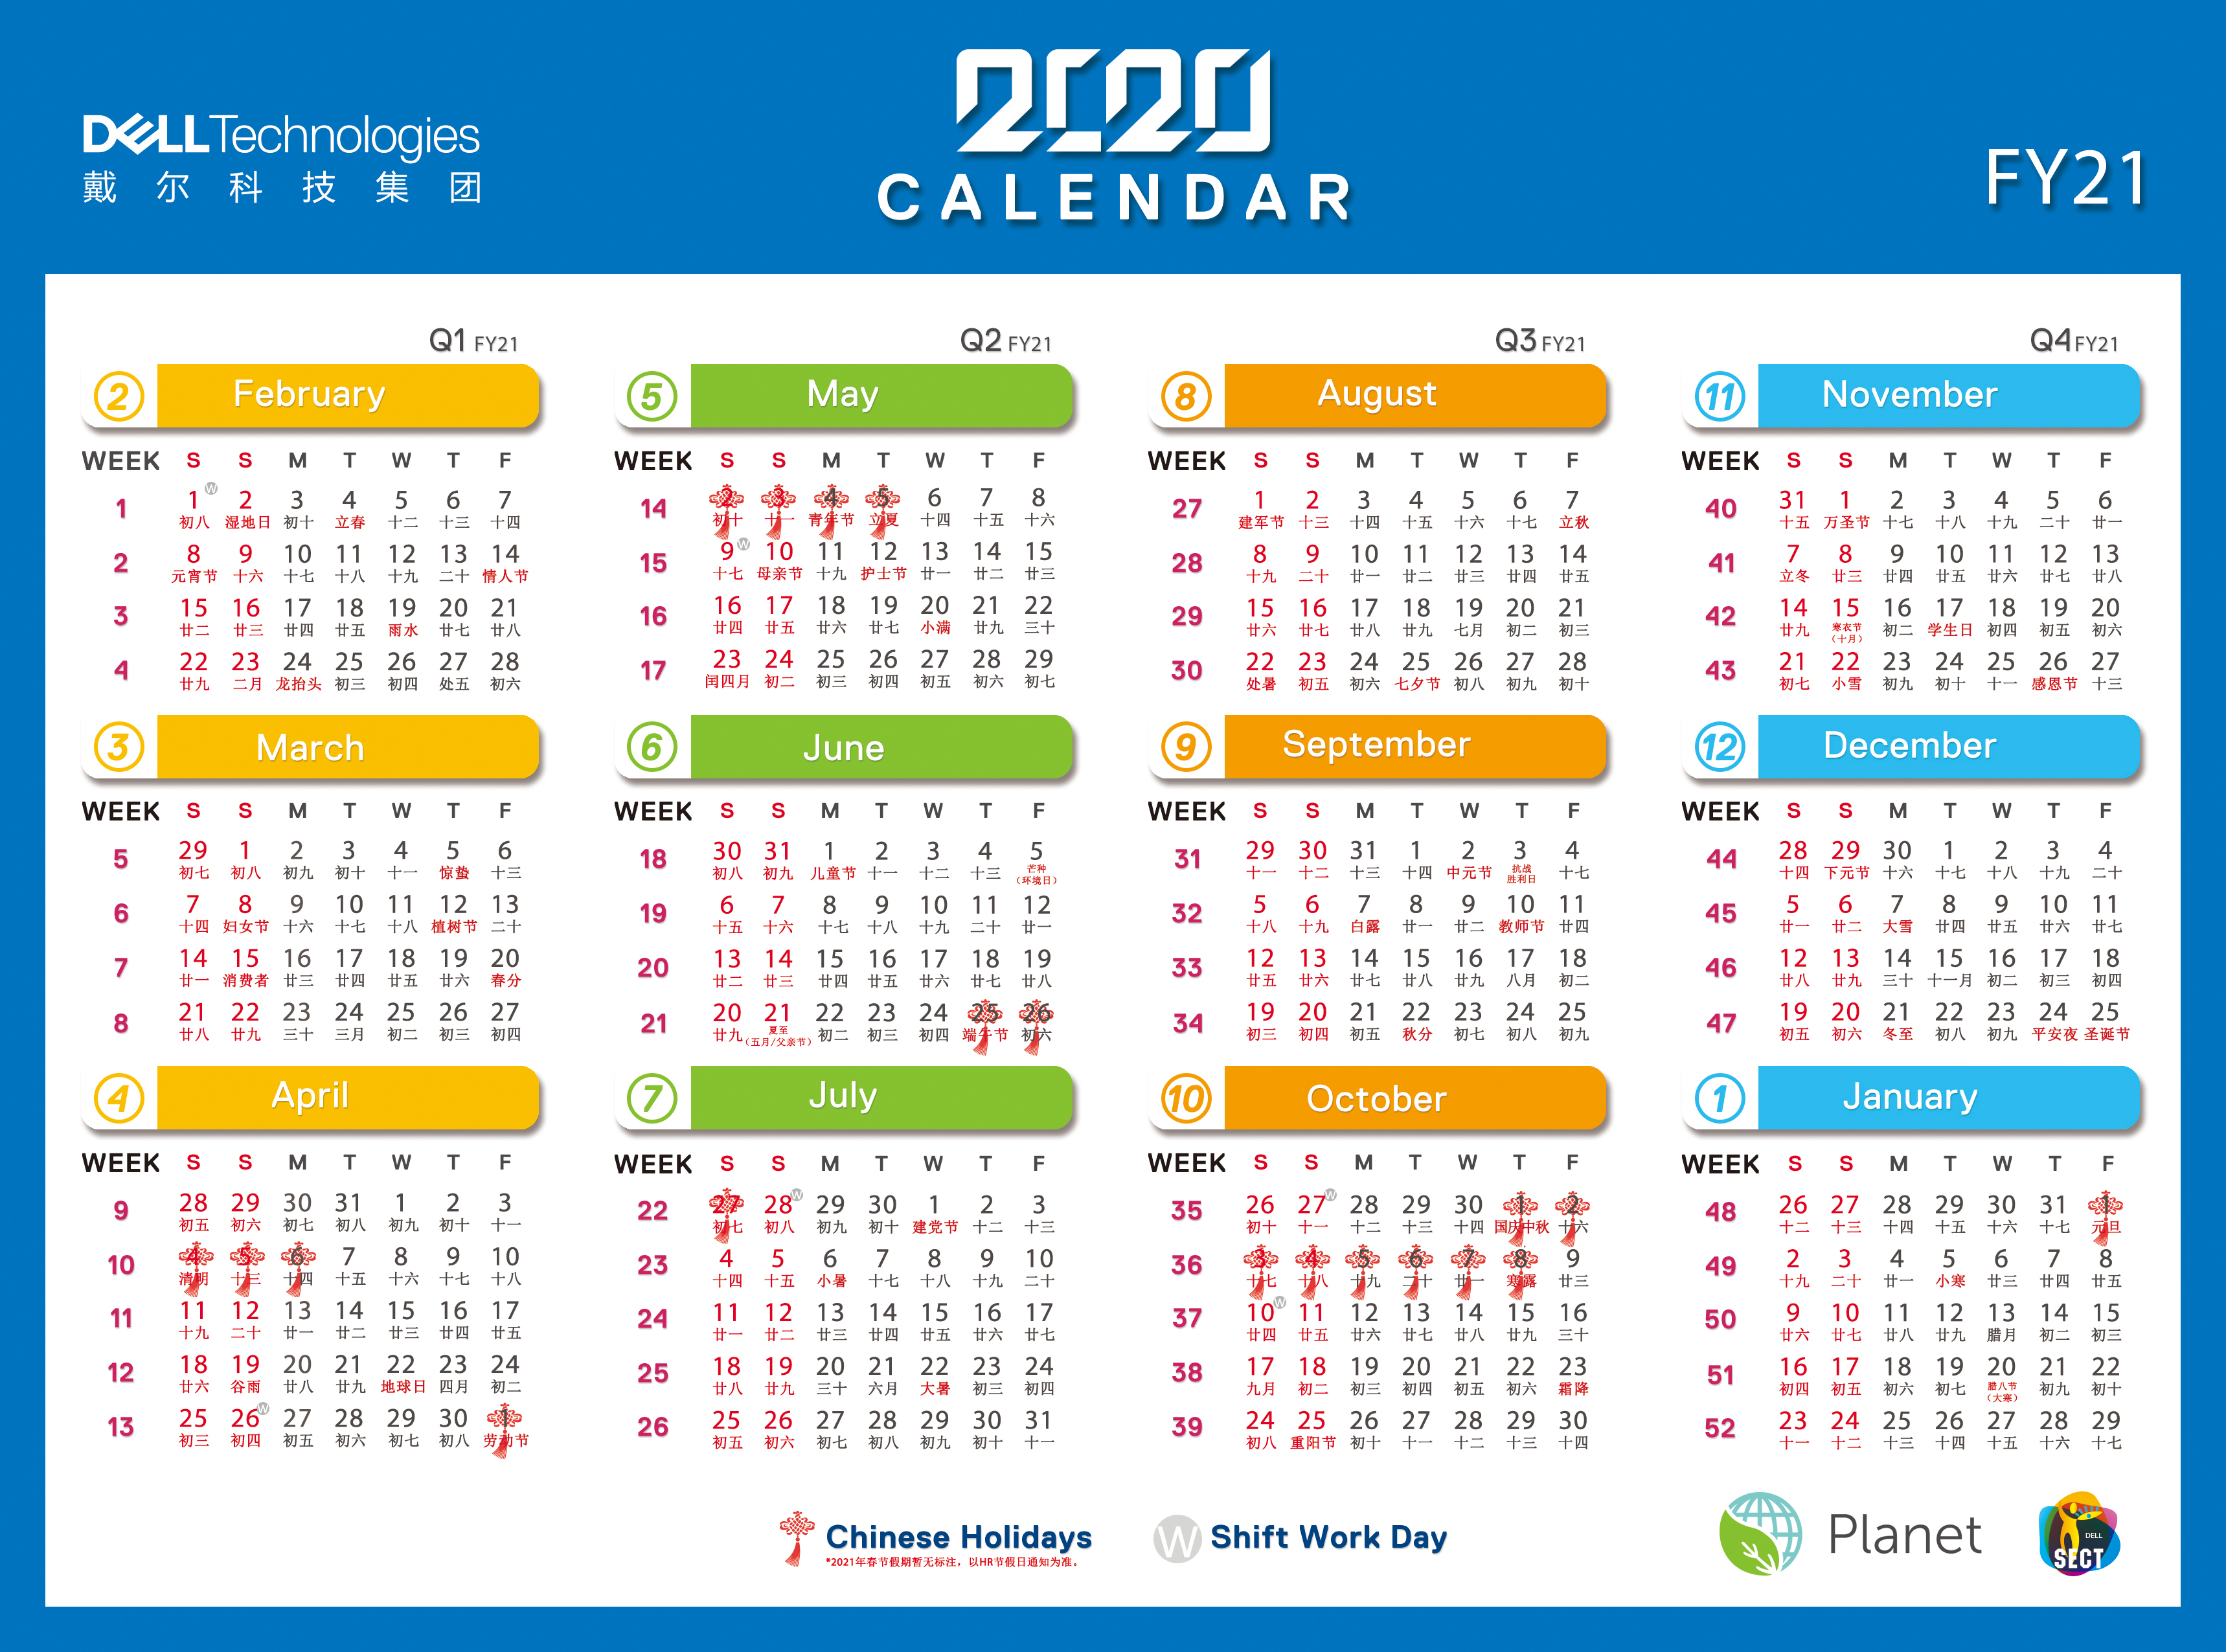 DELLTechnologies
戴尔科技集团
2020
CALENDAR
FY21
Q1 FY21
2 February
WEEK S S M T W T F
1 1 W 2 3 4 5 6 7
初八 湿地日 初十 立春 十二 十三 十四
2 8 9 10 11 12 13 14
元宵节 十六 十七 十八 十九 二十 情人节
3 15 16 17 18 19 20 21
廿二 廿三 廿四 廿五 雨水 廿七 廿八
4 22 23 24 25 26 27 28
廿九 二月 龙抬头 初三 初四 处五 初六
3 March
WEEK S S M T W T F
5 29 1 2 3 4 5 6
初七 初八 初九 初十 十一 惊蛰 十三
6 7 8 9 10 11 12 13
十四 妇女节 十六 十七 十八 植树节 二十
7 14 15 16 17 18 19 20
廿一 消费者 廿三 廿四 廿五 廿六 春分
8 21 22 23 24 25 26 27
廿八 廿九 三十 三月 初二 初三 初四
4 April
WEEK S S M T W T F
9 28 29 30 31 1 2 3
初五 初六 初七 初八 初九 初十 十一
10 4 5 6 7 8 9 10
清明 十三 十四 十五 十六 十七 十八
11 11 12 13 14 15 16 17
十九 二十 廿一 廿二 廿三 廿四 廿五
12 18 19 20 21 22 23 24
廿六 谷雨 廿八 廿九 地球日 四月 初二
13 25 26 W 27 28 29 30 1
初三 初四 初五 初六 初七 初八 劳动节
Q2 FY21
5 May
WEEK S S M T W T F
14 2 3 4 5 6 7 8
初十 十一 青年节 立夏 十四 十五 十六
15 9 W 10 11 12 13 14 15
十七 母亲节 十九 护士节 廿一 廿二 廿三
16 16 17 18 19 20 21 22
廿四 廿五 廿六 廿七 小满 廿九 三十
17 23 24 25 26 27 28 29
闰四月 初二 初三 初四 初五 初六 初七
6 June
WEEK S S M T W T F
18 30 31 1 2 3 4 5
初八 初九 儿童节 十一 十二 十三 芒种
（环境日）
19 6 7 8 9 10 11 12
十五 十六 十七 十八 十九 二十 廿一
20 13 14 15 16 17 18 19
廿二 廿三 廿四 廿五 廿六 廿七 廿八
21 20 21 22 23 24 25 26
廿九 夏至 初二 初三 初四 端午节 初六
（五月/父亲节）
7 July
WEEK S S M T W T F
22 27 28 W 29 30 1 2 3
初七 初八 初九 初十 建党节 十二 十三
23 4 5 6 7 8 9 10
十四 十五 小暑 十七 十八 十九 二十
24 11 12 13 14 15 16 17
廿一 廿二 廿三 廿四 廿五 廿六 廿七
25 18 19 20 21 22 23 24
廿八 廿九 三十 六月 大暑 初三 初四
26 25 26 27 28 29 30 31
初五 初六 初七 初八 初九 初十 十一
Q3 FY21
8 August
WEEK S S M T W T F
27 1 2 3 4 5 6 7
建军节 十三 十四 十五 十六 十七 立秋
28 8 9 10 11 12 13 14
十九 二十 廿一 廿二 廿三 廿四 廿五
29 15 16 17 18 19 20 21
廿六 廿七 廿八 廿九 七月 初二 初三
30 22 23 24 25 26 27 28
处暑 初五 初六 七夕节 初八 初九 初十
9 September
WEEK S S M T W T F
31 29 30 31 1 2 3 4
十一 十二 十三 十四 中元节 抗战 十七
胜利日
32 5 6 7 8 9 10 11
十八 十九 白露 廿一 廿二 教师节 廿四
33 12 13 14 15 16 17 18
廿五 廿六 廿七 廿八 廿九 八月 初二
34 19 20 21 22 23 24 25
初三 初四 初五 秋分 初七 初八 初九
10 October
WEEK S S M T W T F
35 26 27 W 28 29 30 1 2
初十 十一 十二 十三 十四 国庆中秋 十六
36 3 4 5 6 7 8 9
十七 十八 十九 二十 廿一 寒露 廿三
37 10 W 11 12 13 14 15 16
廿四 廿五 廿六 廿七 廿八 廿九 三十
38 17 18 19 20 21 22 23
九月 初二 初三 初四 初五 初六 霜降
39 24 25 26 27 28 29 30
初八 重阳节 初十 十一 十二 十三 十四
Q4 FY21
11 November
WEEK S S M T W T F
40 31 1 2 3 4 5 6
十五 万圣节 十七 十八 十九 二十 廿一
41 7 8 9 10 11 12 13
立冬 廿三 廿四 廿五 廿六 廿七 廿八
42 14 15 16 17 18 19 20
廿九 寒衣节 初二 学生日 初四 初五 初六
（十月）
43 21 22 23 24 25 26 27
初七 小雪 初九 初十 十一 感恩节 十三
12 December
WEEK S S M T W T F
44 28 29 30 1 2 3 4
十四 下元节 十六 十七 十八 十九 二十
45 5 6 7 8 9 10 11
廿一 廿二 大雪 廿四 廿五 廿六 廿七
46 12 13 14 15 16 17 18
廿八 廿九 三十 十一月 初二 初三 初四
47 19 20 21 22 23 24 25
初五 初六 冬至 初八 初九 平安夜 圣诞节
1 January
WEEK S S M T W T F
48 26 27 28 29 30 31 1
十二 十三 十四 十五 十六 十七 元旦
49 2 3 4 5 6 7 8
十九 二十 廿一 小寒 廿三 廿四 廿五
50 9 10 11 12 13 14 15
廿六 廿七 廿八 廿九 腊月 初二 初三
51 16 17 18 19 20 21 22
初四 初五 初六 初七 腊八节 初九 初十
（大寒）
52 23 24 25 26 27 28 29
十一 十二 十三 十四 十五 十六 十七
Chinese Holidays
*2021年春节假期暂无标注，以HR节假日通知为准。
W Shift Work Day
Planet
DELL
SECT